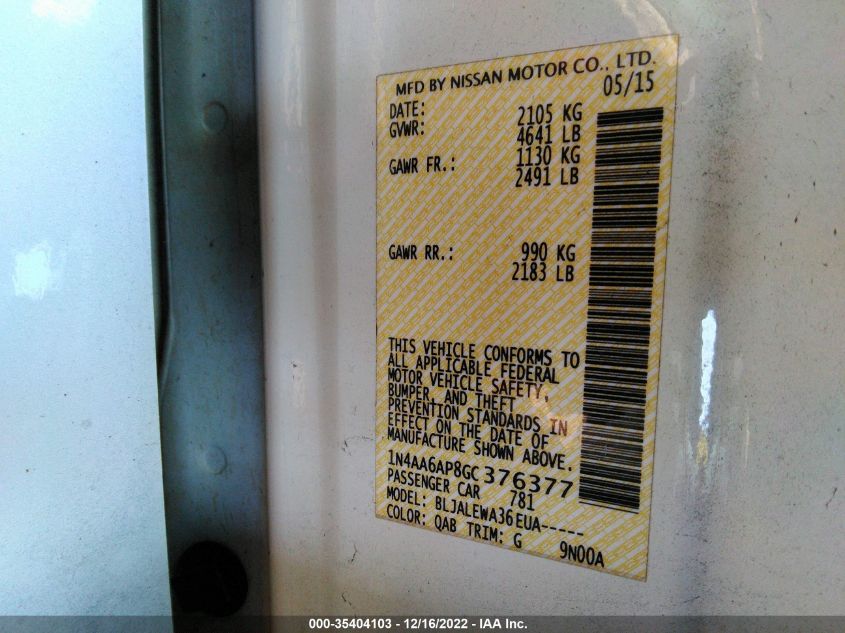 MFD BY NISSAN MOTOR CO., LTD.
DATE: 05/15
GVWR: 2105 KG
4641 LB
GAWR FR.: 1130 KG
2491 LB
GAWR RR.: 990 KG
2183 LB
THIS VEHICLE CONFORMS TO
ALL APPLICABLE FEDERAL
MOTOR VEHICLE SAFETY,
BUMPER, AND THEFT
PREVENTION STANDARDS IN
EFFECT ON THE DATE OF
MANUFACTURE SHOWN ABOVE.
1N4AA6AP8GC376377
PASSENGER CAR 781
MODEL: BLJALEWA36EUA-----
COLOR: QAB TRIM: G 9N00A
000-35404103 - 12/16/2022 - IAA Inc.